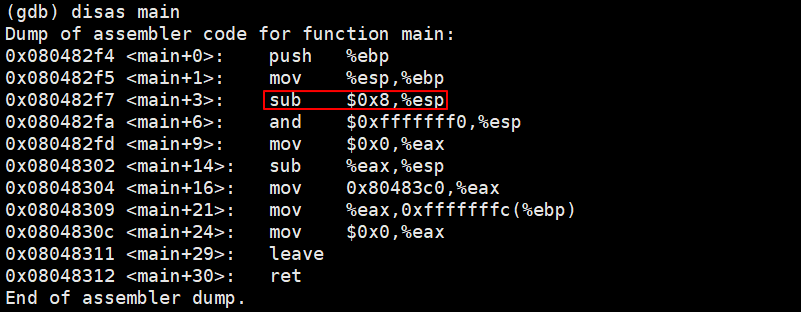 (gdb) disas main
Dump of assembler code for function main:
0x080482f4 <main+0>:    push   %ebp
0x080482f5 <main+1>:    mov    %esp,%ebp
0x080482f7 <main+3>:    sub    $0x8,%esp
0x080482fa <main+6>:    and    $0xfffffff0,%esp
0x080482fd <main+9>:    mov    $0x0,%eax
0x08048302 <main+14>:   sub    %eax,%esp
0x08048304 <main+16>:   mov    0x80483c0,%eax
0x08048309 <main+21>:   mov    %eax,0xfffffffc(%ebp)
0x0804830c <main+24>:   mov    $0x0,%eax
0x08048311 <main+29>:   leave
0x08048312 <main+30>:   ret
End of assembler dump.